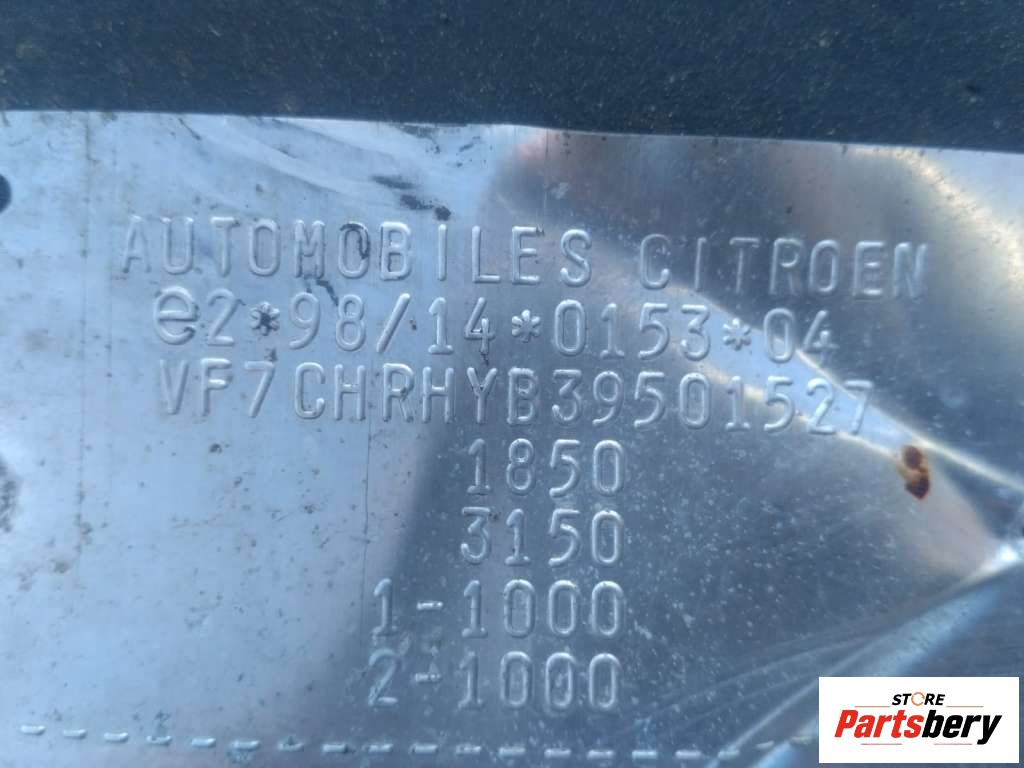 AUTOMOBILES CITROEN
e2*98/14*0153*04
VF7CHRHYB39501527
1850
3150
1-1000
2-1000
STORE
Partsbery